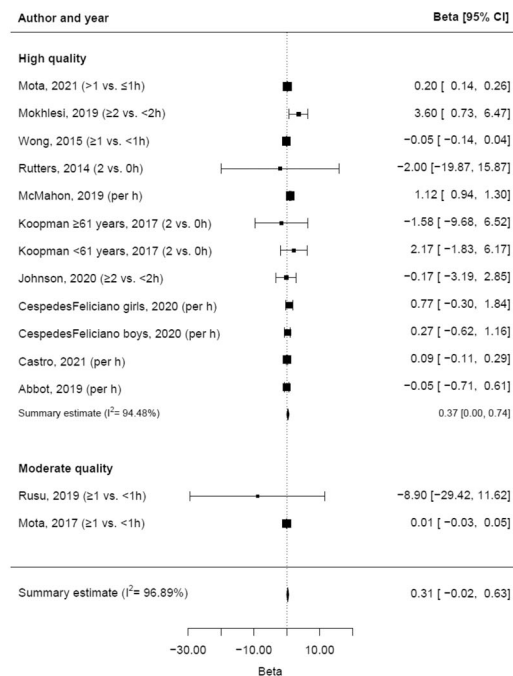 Author and year Beta [95% CI]
High quality
Mota, 2021 (>1 vs. ≤1h) 0.20 [ 0.14, 0.26]
Mokhlesi, 2019 (≥2 vs. <2h) 3.60 [ 0.73, 6.47]
Wong, 2015 (≥1 vs. <1h) −0.05 [ −0.14, 0.04]
Rutters, 2014 (2 vs. 0h) −2.00 [ −19.87, 15.87]
McMahon, 2019 (per h) 1.12 [ 0.94, 1.30]
Koopman ≥61 years, 2017 (2 vs. 0h) −1.58 [ −9.68, 6.52]
Koopman <61 years, 2017 (2 vs. 0h) 2.17 [ −1.83, 6.17]
Johnson, 2020 (≥2 vs. <2h) −0.17 [ −3.19, 2.85]
CespedesFeliciano girls, 2020 (per h) 0.77 [ −0.30, 1.84]
CespedesFeliciano boys, 2020 (per h) 0.27 [ −0.62, 1.16]
Castro, 2021 (per h) 0.09 [ −0.11, 0.29]
Abbot, 2019 (per h) −0.05 [ −0.71, 0.61]
Summary estimate (I²= 94.48%) 0.37 [0.00, 0.74]
Moderate quality
Rusu, 2019 (≥1 vs. <1h) −8.90 [ −29.42, 11.62]
Mota, 2017 (≥1 vs. <1h) 0.01 [ −0.03, 0.05]
Summary estimate (I²= 96.89%) 0.31 [ −0.02, 0.63]
−30.00 −10.00 10.00
Beta